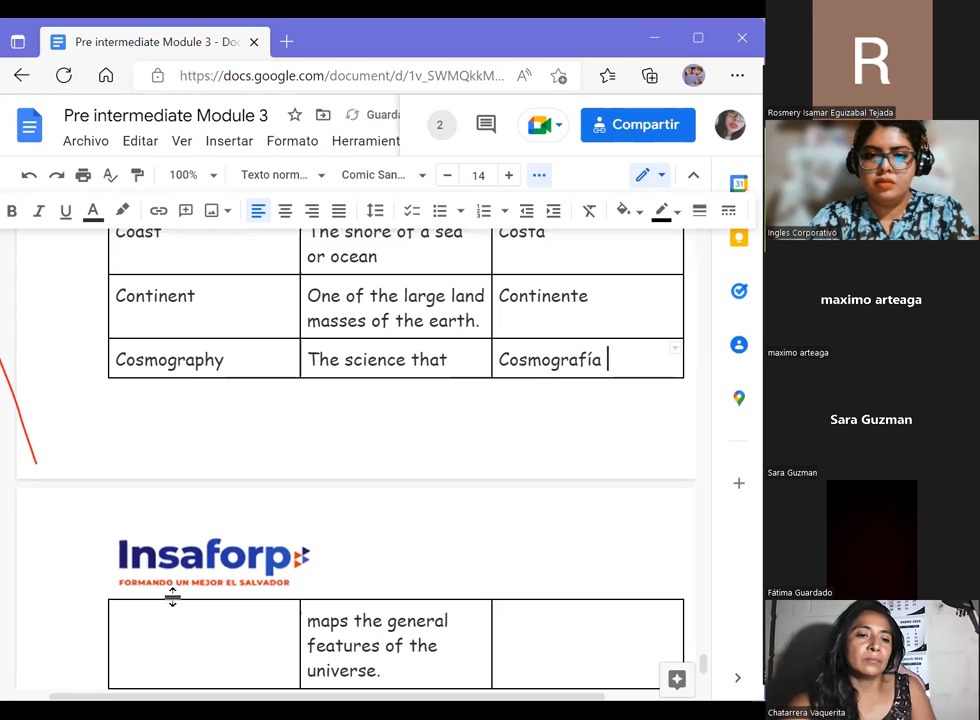 Pre intermediate Module 3 - Doc
https://docs.google.com/document/d/1v_SWMQkkM...
Pre intermediate Module 3
Guarda
2
Compartir
Archivo Editar Ver Insertar Formato Herramient
100% Texto norm... Comic San... 14
Coast The shore of a sea Costa
or ocean
Continent One of the large land Continente
masses of the earth.
Cosmography The science that Cosmografía
Insaforp
FORMANDO UN MEJOR EL SALVADOR
maps the general
features of the
universe.
R
Rosmery Isamar Eguizabal Tejada
Ingles Corporativo
maximo arteaga
maximo arteaga
Sara Guzman
Sara Guzman
Fátima Guardado
Chatarrera Vaquerita